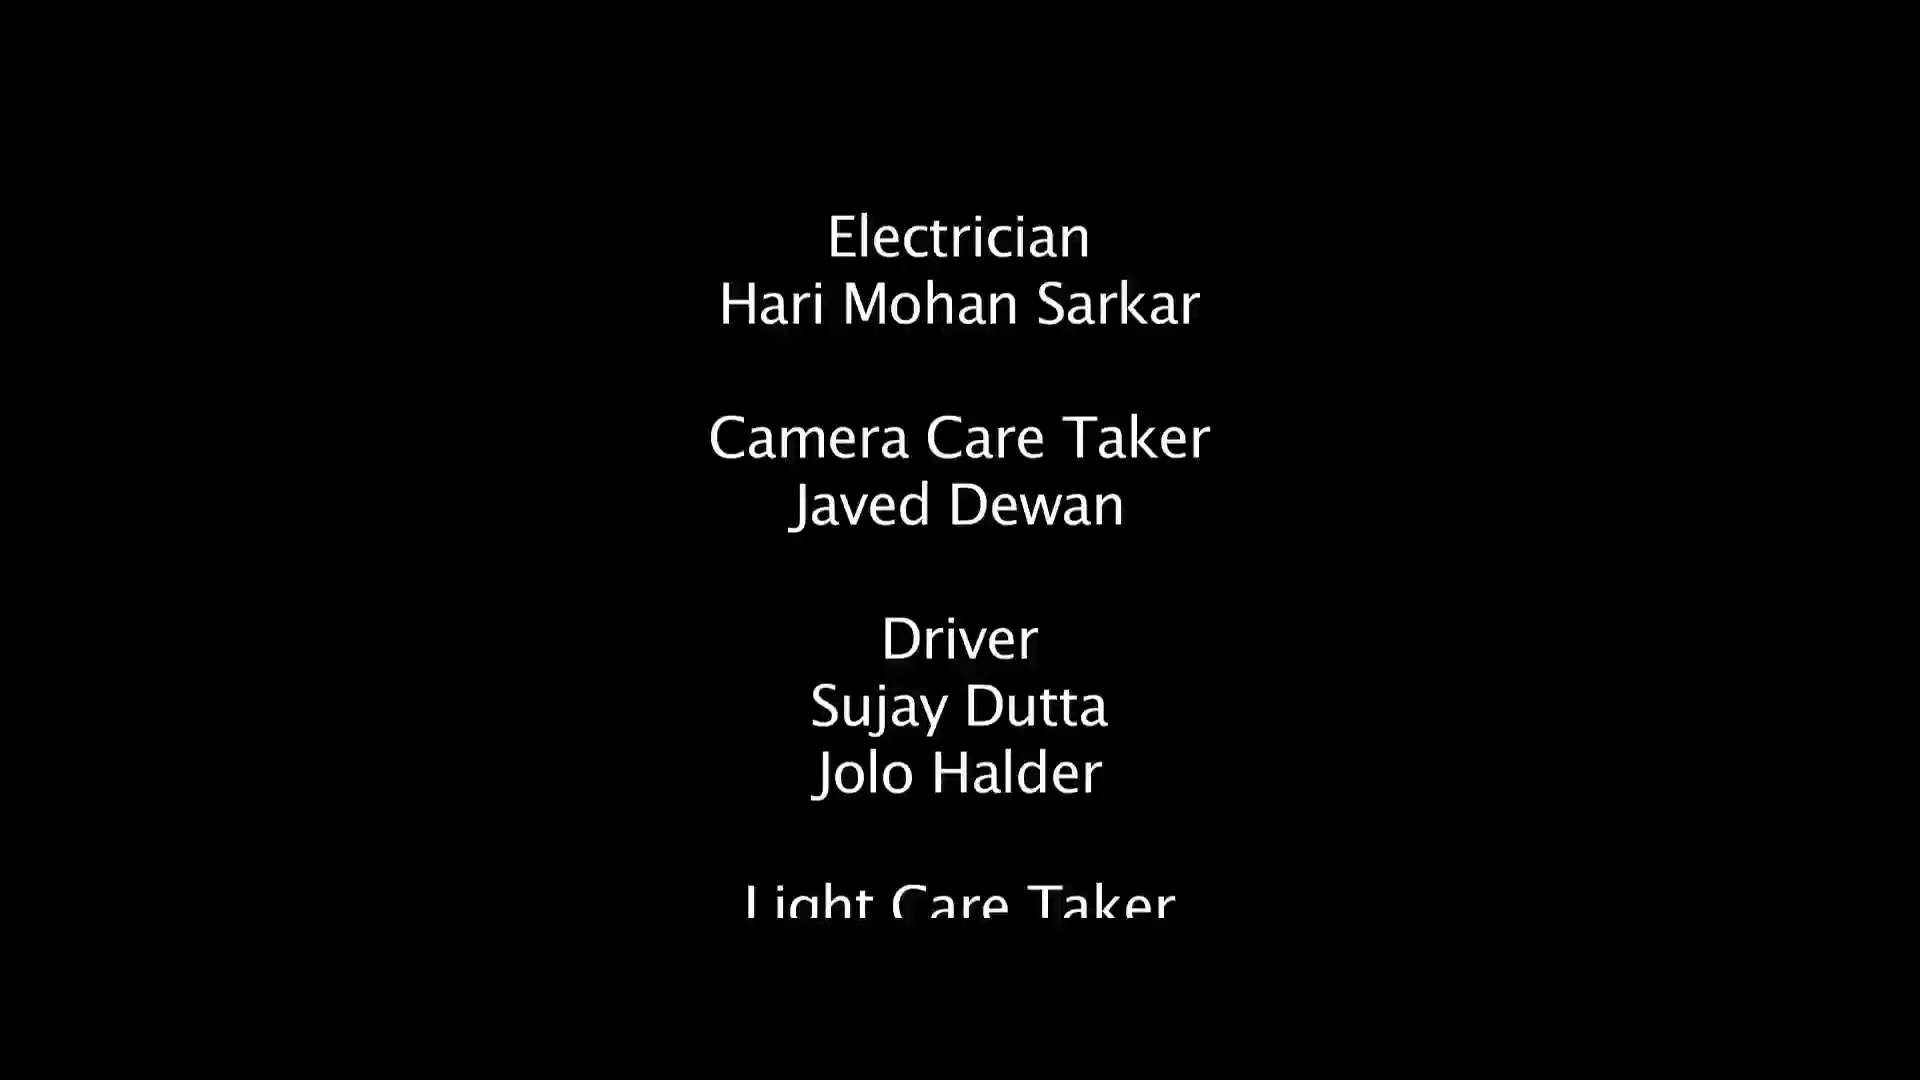 Electrician
Hari Mohan Sarkar
Camera Care Taker
Javed Dewan
Driver
Sujay Dutta
Jolo Halder
Light Care Taker